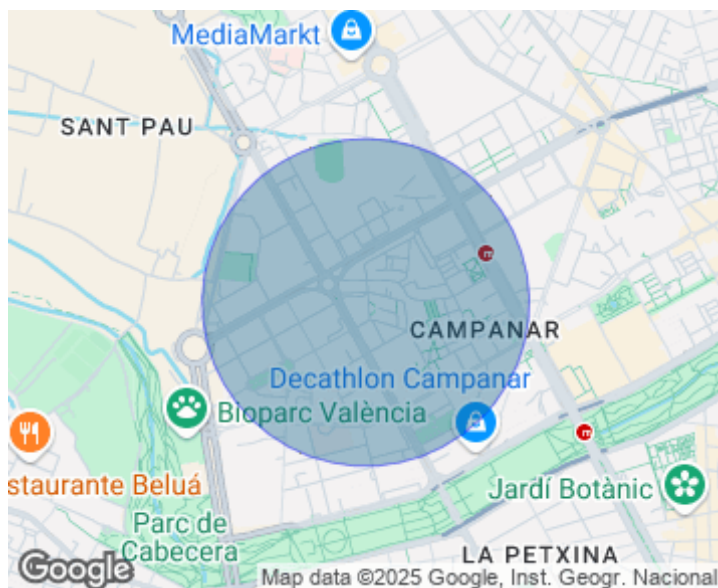 MediaMarkt
SANT PAU
CAMPANAR
Decathlon Campanar
Bioparc València
staurante Beluá
Jardí Botànic
Parc de
Cabecera
LA PETXINA
Google
Map data ©2025 Google, Inst. Geogr. Nacional